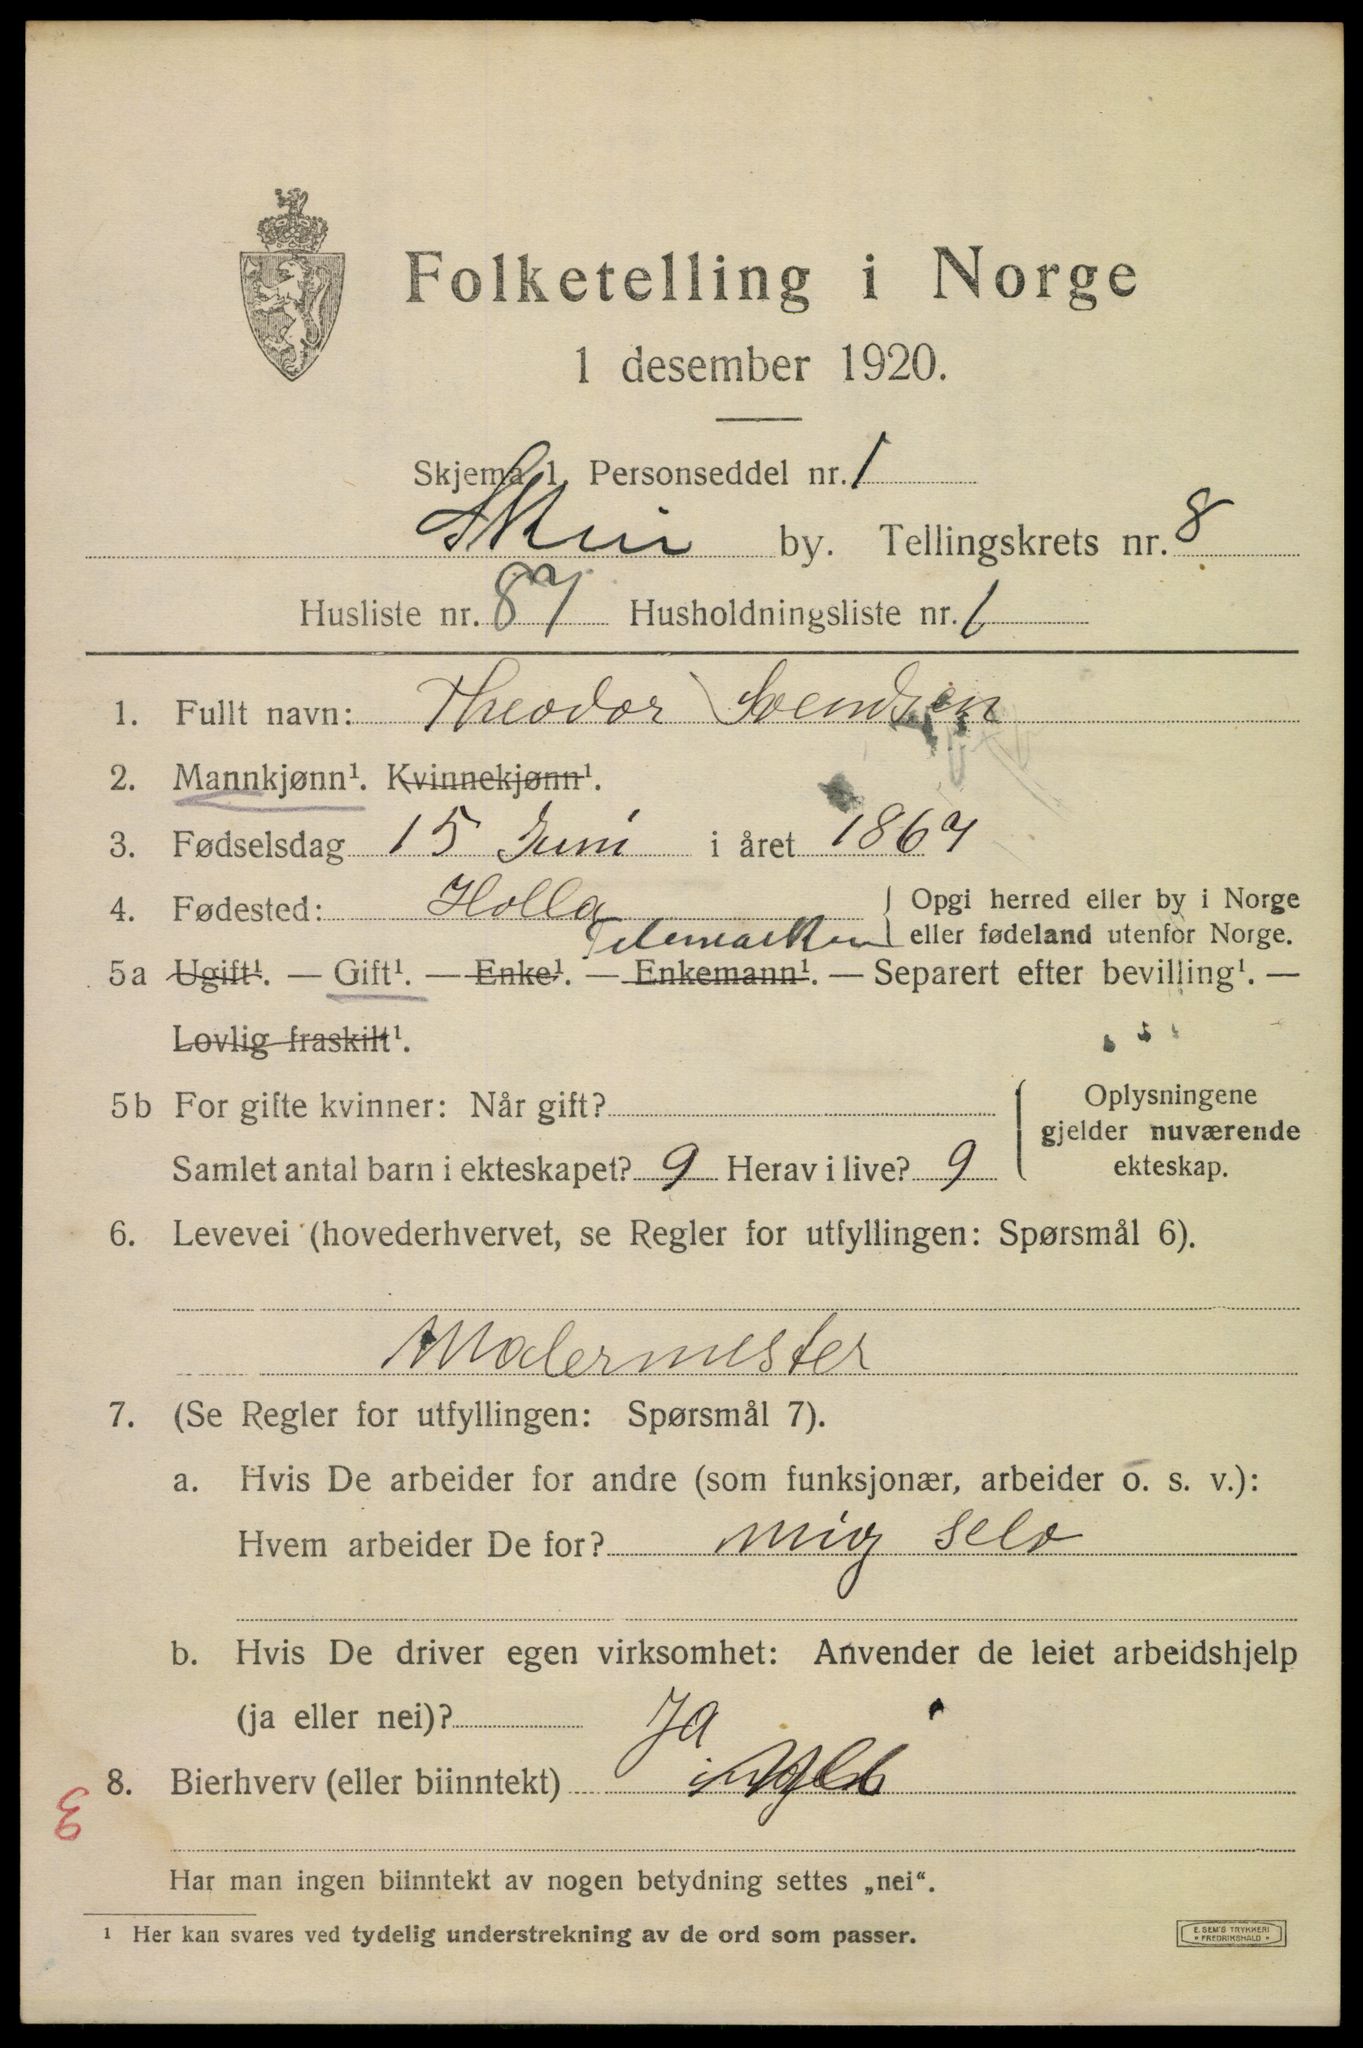 Folketelling i Norge
1 desember 1920.
Skjema 1. Personseddel nr. 1
Skien by. Tellingskrets nr. 8
Husliste nr. 87 Husholdningsliste nr. 1
1. Fullt navn: Theodor Svendsen
2. Mannkjønn¹. Kvinnekjønn¹.
3. Fødselsdag 15 Juni i året 1867
4. Fødested: Holla Telemarken
Opgi herred eller by i Norge
eller fødeland utenfor Norge.
5a Ugift¹. — Gift¹. — Enke¹. — Enkemann¹. — Separert efter bevilling¹. —
Lovlig fraskilt¹.
5b For gifte kvinner: Når gift?
Samlet antal barn i ekteskapet? 9 Herav i live? 9
Oplysningene
gjelder nuværende
ekteskap.
6. Levevei (hovederhvervet, se Regler for utfyllingen: Spørsmål 6).
Malermester
7. (Se Regler for utfyllingen: Spørsmål 7).
a. Hvis De arbeider for andre (som funksjonær, arbeider o. s. v.):
Hvem arbeider De for? mig selv
b. Hvis De driver egen virksomhet: Anvender de leiet arbeidshjelp
(ja eller nei)? Ja
8. Bierhverv (eller biinntekt)
Har man ingen biinntekt av nogen betydning settes „nei“.
¹ Her kan svares ved tydelig understrekning av de ord som passer.
E. SEM'S TRYKKERI
• FREDRIKSHALD •